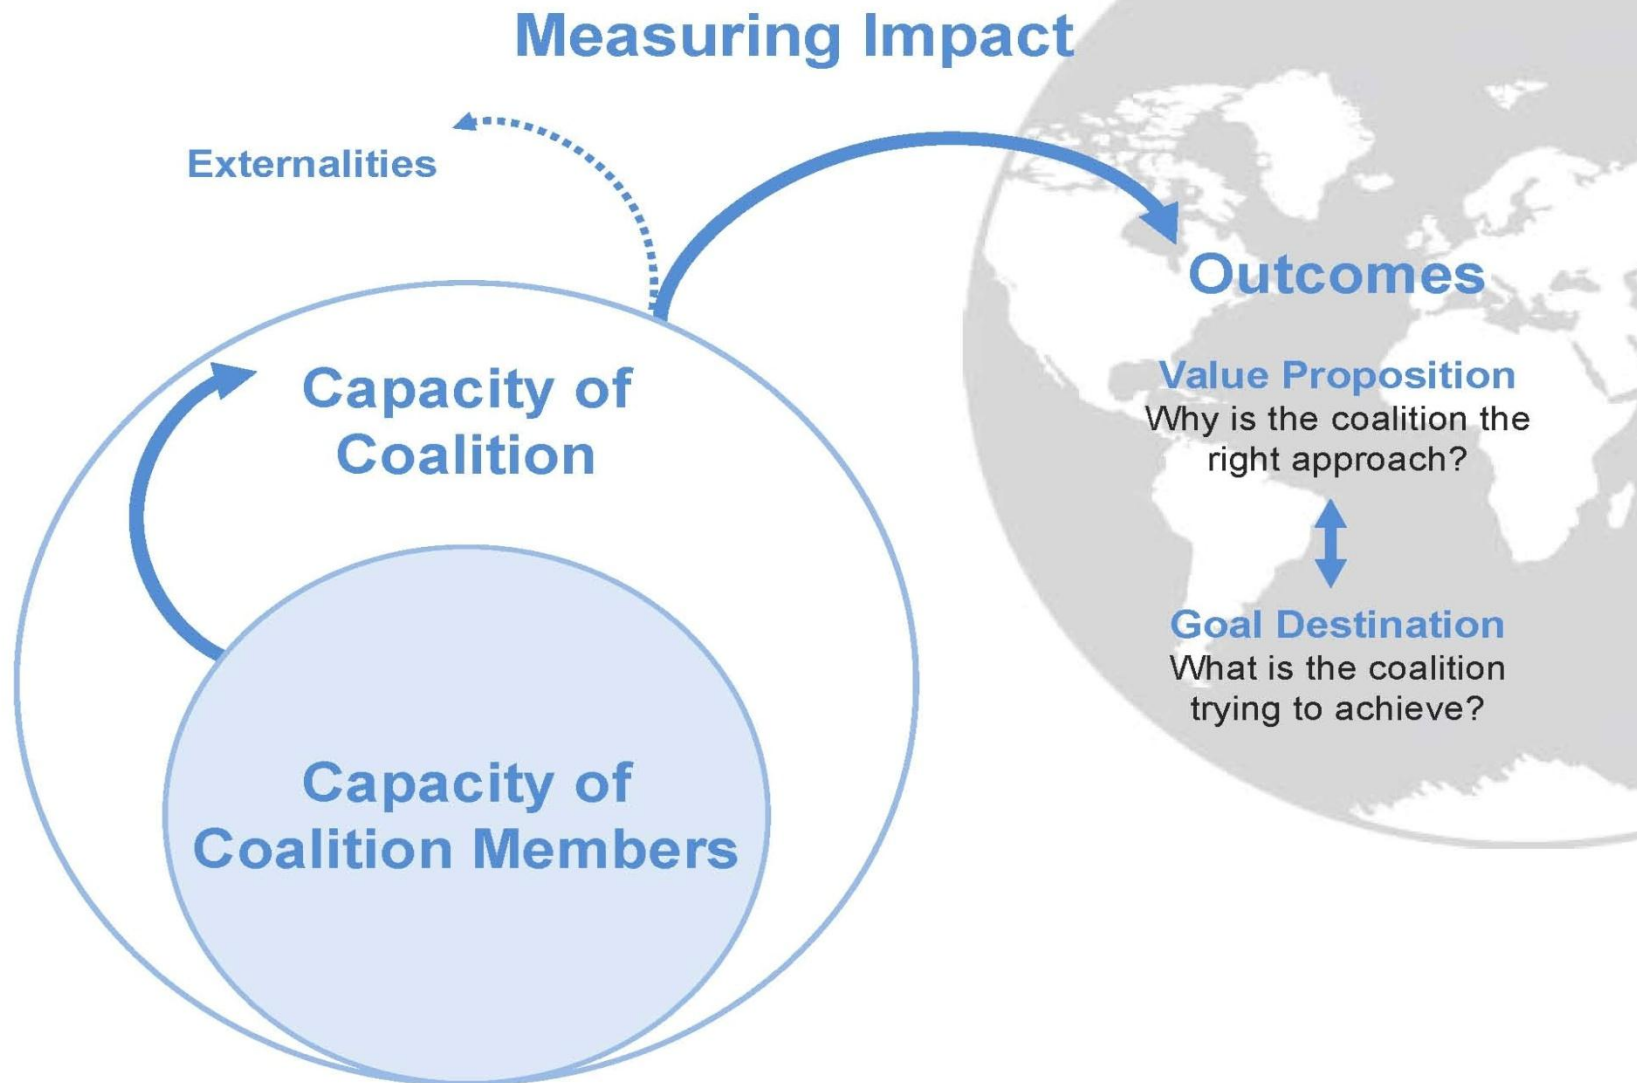 Measuring Impact
Externalities
Outcomes
Capacity of
Coalition
Value Proposition
Why is the coalition the
right approach?
Goal Destination
What is the coalition
trying to achieve?
Capacity of
Coalition Members